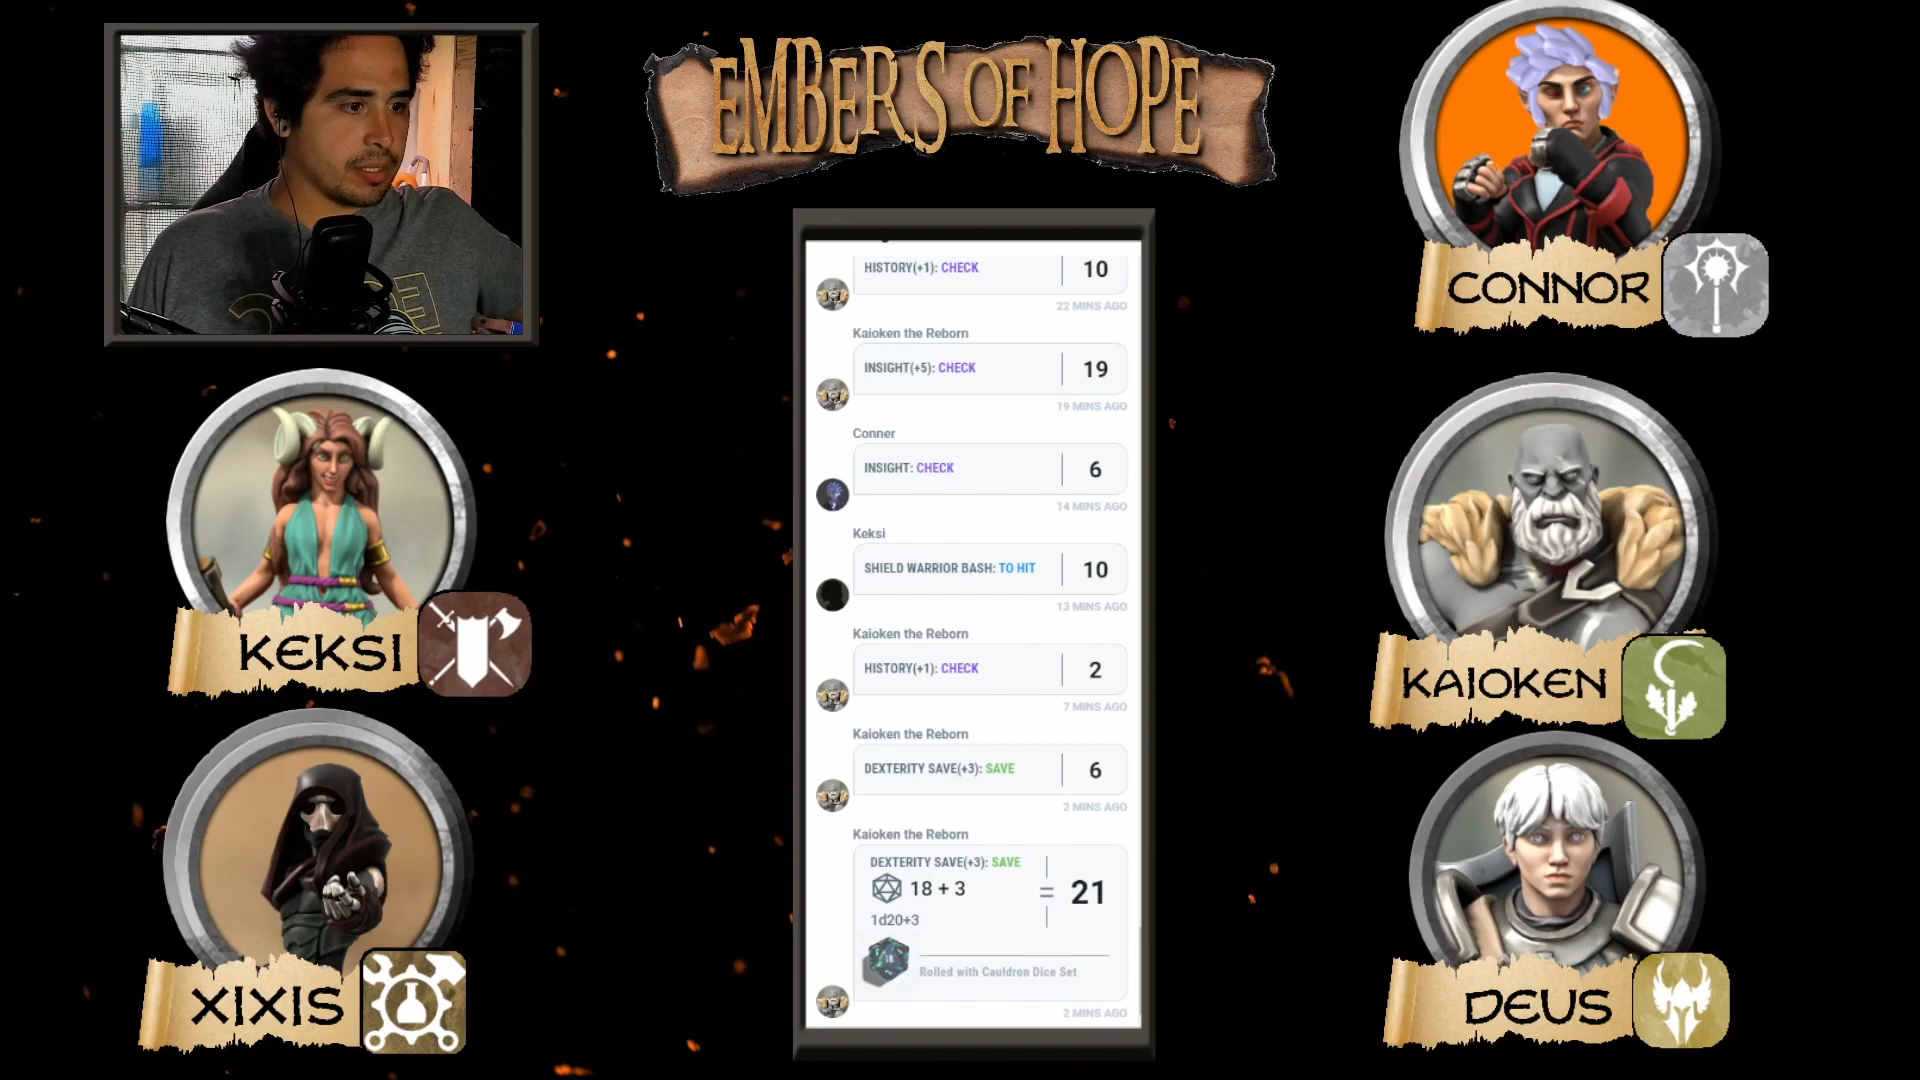 EMBERS OF HOPE
HISTORY(+1): CHECK
10
22 MINS AGO
Kaioken the Reborn
INSIGHT(+5): CHECK
19
19 MINS AGO
Conner
INSIGHT: CHECK
6
14 MINS AGO
Keksi
SHIELD WARRIOR BASH: TO HIT
10
13 MINS AGO
Kaioken the Reborn
HISTORY(+1): CHECK
2
7 MINS AGO
Kaioken the Reborn
DEXTERITY SAVE(+3): SAVE
6
2 MINS AGO
Kaioken the Reborn
DEXTERITY SAVE(+3): SAVE
18 + 3
= 21
1d20+3
Rolled with Cauldron Dice Set
2 MINS AGO
KEKSI
XIXIS
CONNOR
KAIOKEN
DEUS